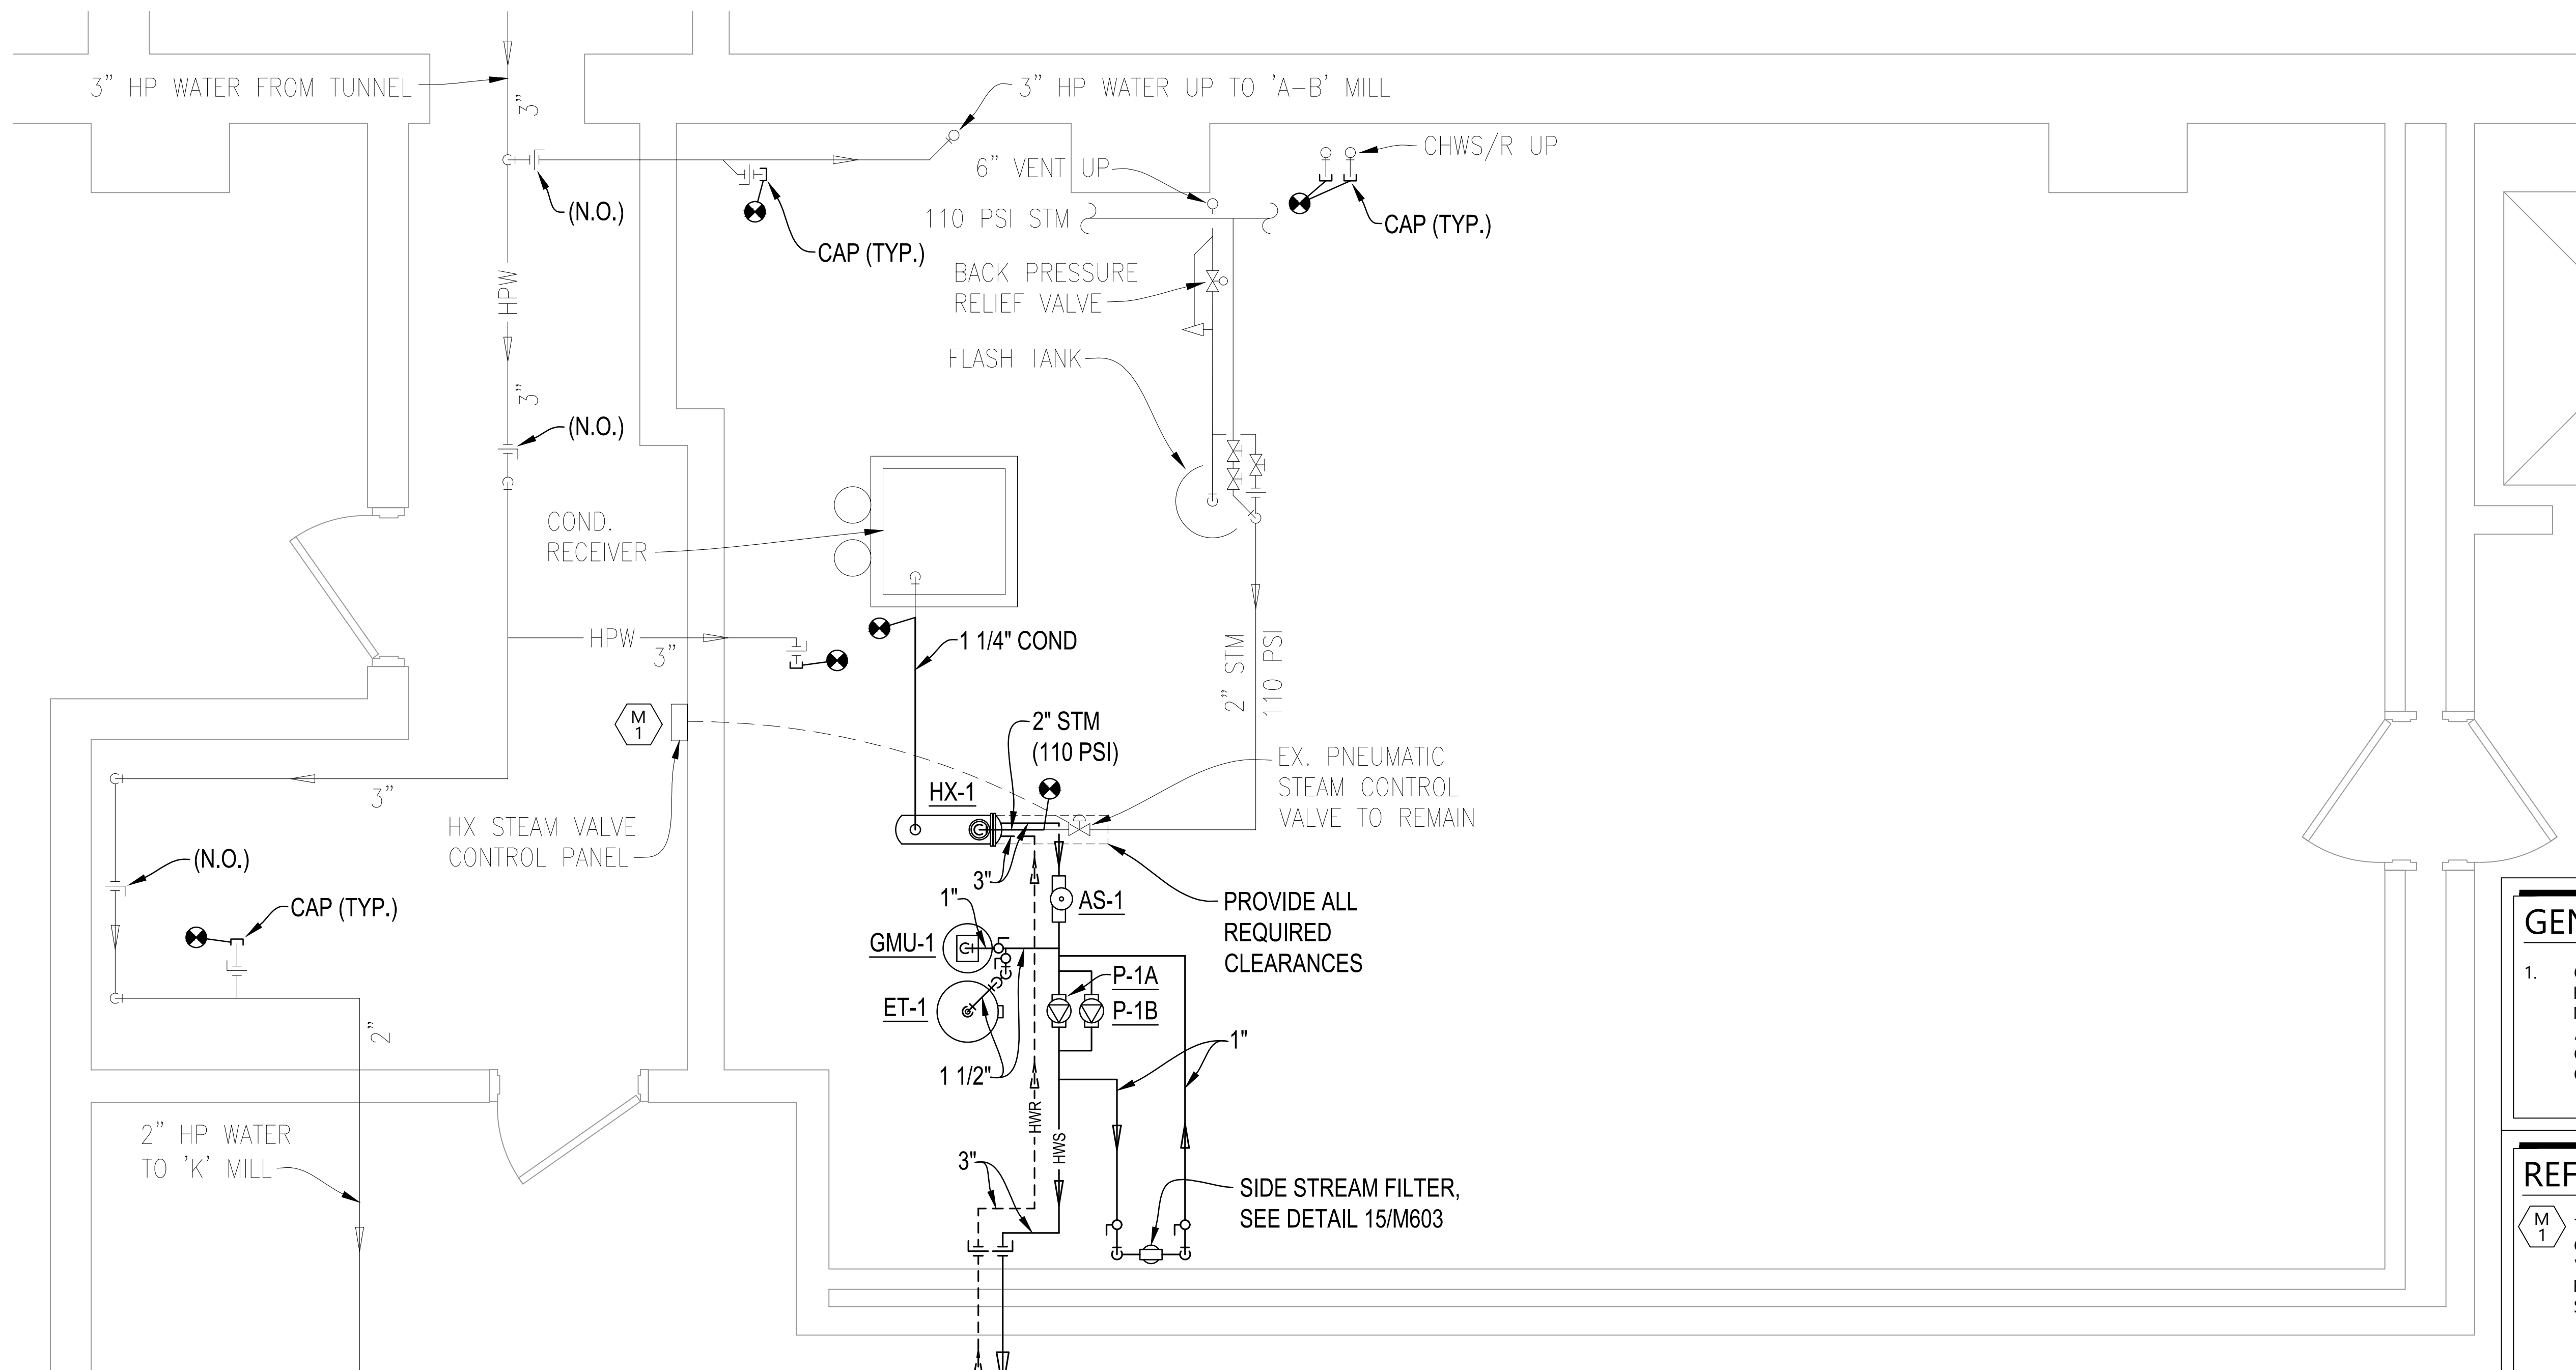 3" HP WATER FROM TUNNEL
3"
3" HP WATER UP TO 'A-B' MILL
(N.O.)
CAP (TYP.)
6" VENT UP
CHWS/R UP
110 PSI STM
CAP (TYP.)
BACK PRESSURE
RELIEF VALVE
HPW
FLASH TANK
3"
(N.O.)
COND.
RECEIVER
HPW
3"
1 1/4" COND
2" STM
110 PSI
M
1
2" STM
(110 PSI)
EX. PNEUMATIC
STEAM CONTROL
VALVE TO REMAIN
3"
HX-1
HX STEAM VALVE
CONTROL PANEL
(N.O.)
CAP (TYP.)
3"
1"
AS-1
PROVIDE ALL
REQUIRED
CLEARANCES
GMU-1
P-1A
ET-1
P-1B
2"
1 1/2"
1"
HWR
HWS
2" HP WATER
TO 'K' MILL
3"
SIDE STREAM FILTER,
SEE DETAIL 15/M603
1.
M
1